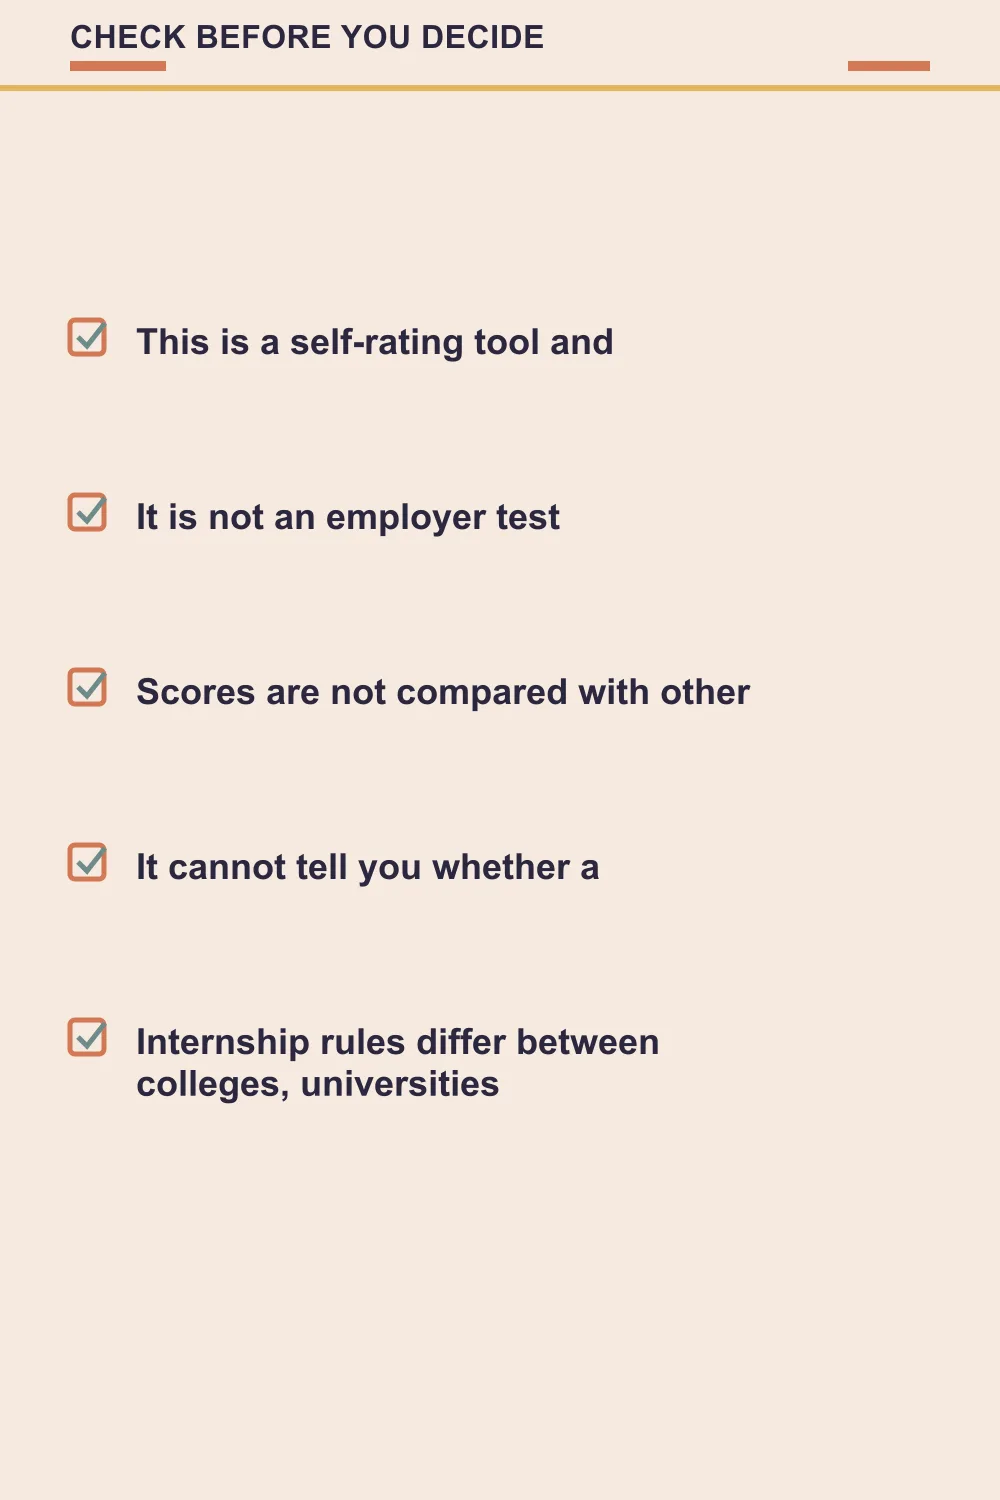 CHECK BEFORE YOU DECIDE
This is a self-rating tool and
It is not an employer test
Scores are not compared with other
It cannot tell you whether a
Internship rules differ between
colleges, universities